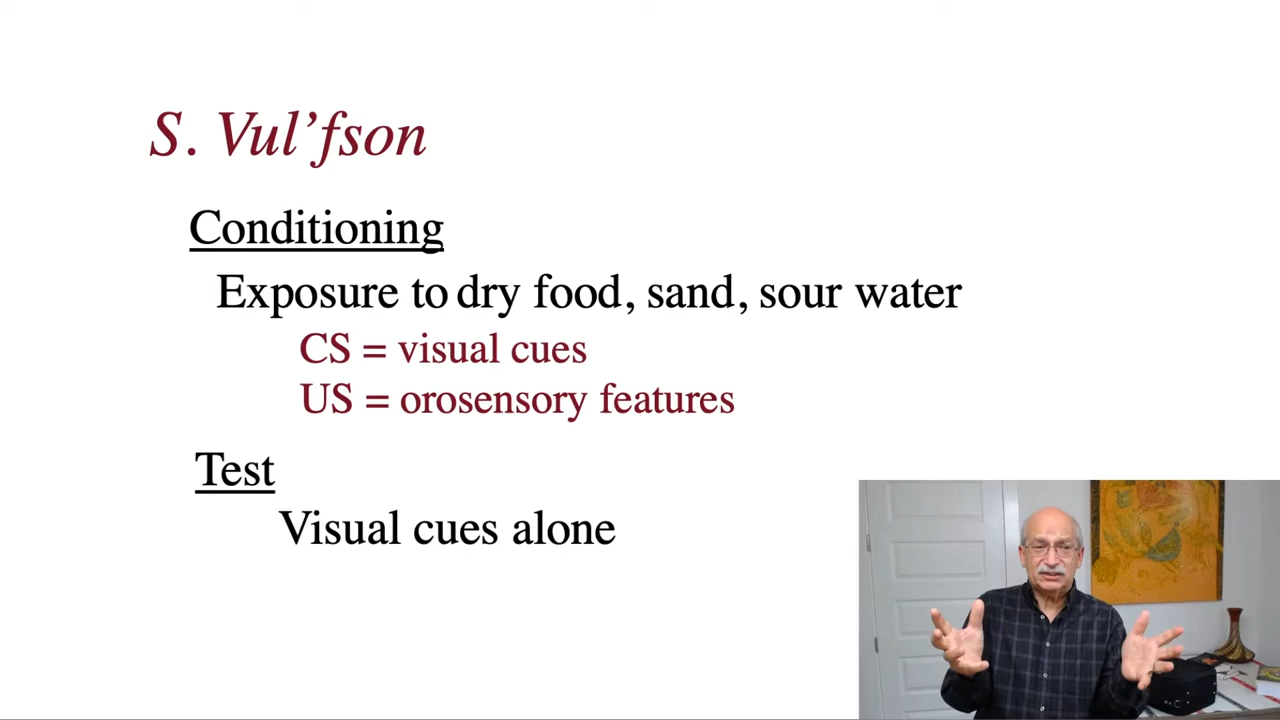 S. Vul’fson
Conditioning
Exposure to dry food, sand, sour water
CS = visual cues
US = orosensory features
Test
Visual cues alone